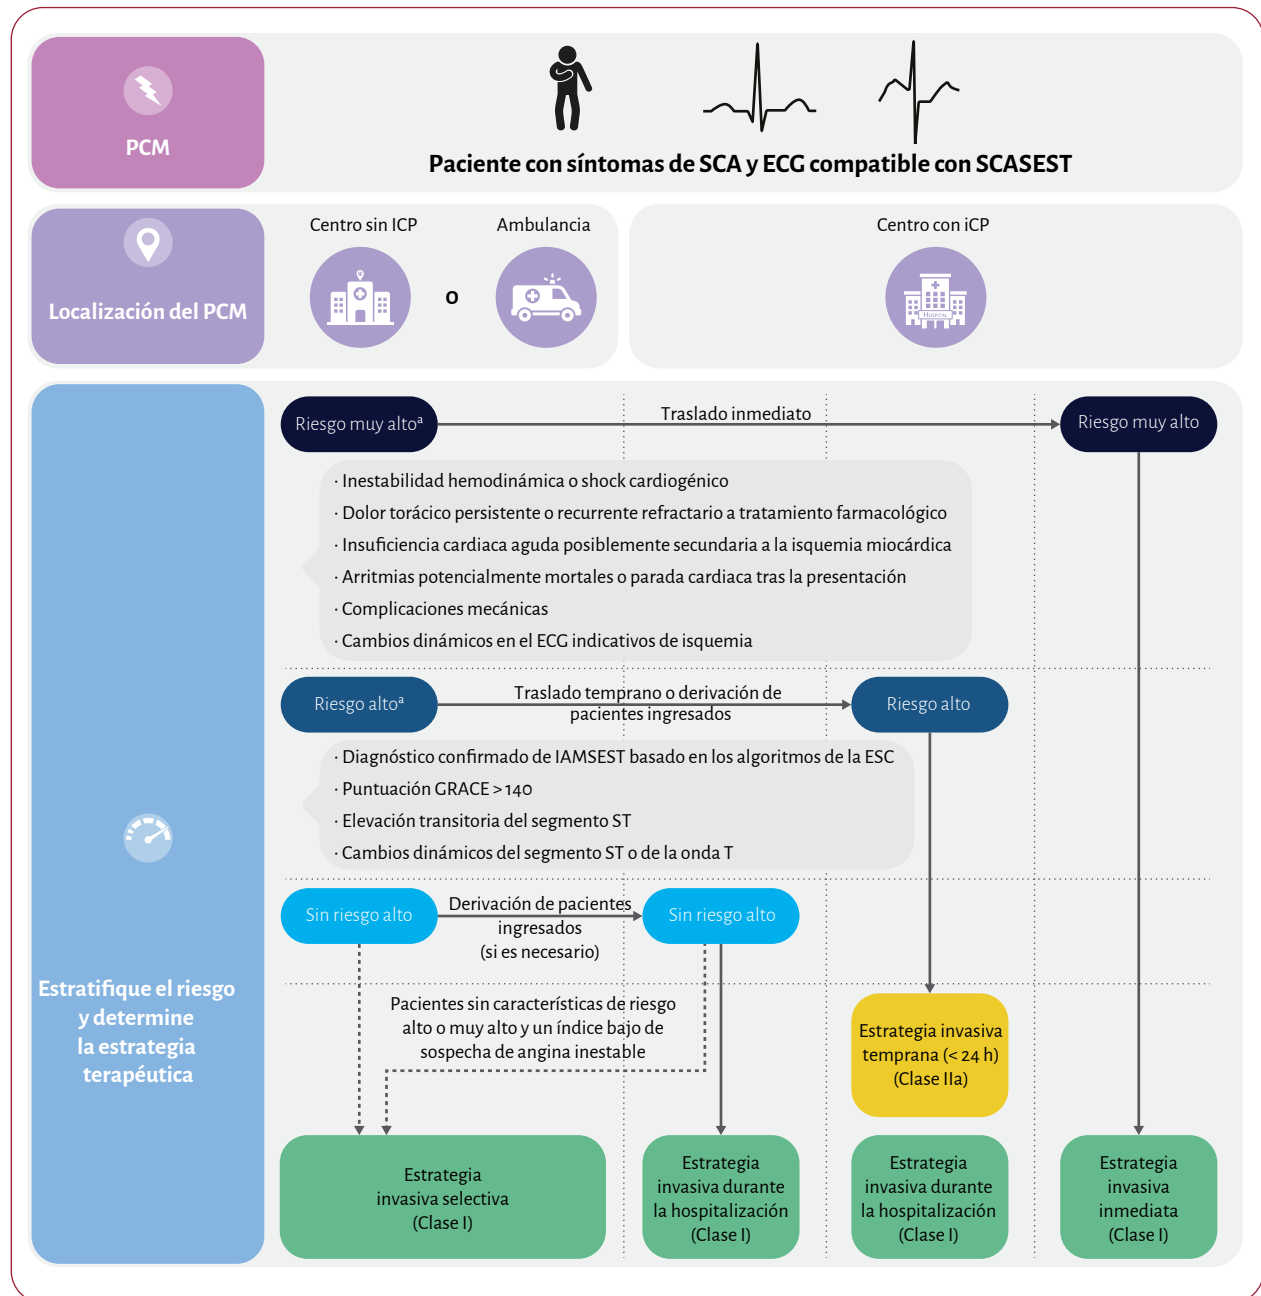 PCM
Paciente con síntomas de SCA y ECG compatible con SCASEST
Localización del PCM
Centro sin ICP
o
Ambulancia
Centro con iCP
HOSPITAL
Riesgo muy altoª
Traslado inmediato
Riesgo muy alto
· Inestabilidad hemodinámica o shock cardiogénico
· Dolor torácico persistente o recurrente refractario a tratamiento farmacológico
· Insuficiencia cardiaca aguda posiblemente secundaria a la isquemia miocárdica
· Arritmias potencialmente mortales o parada cardiaca tras la presentación
· Complicaciones mecánicas
· Cambios dinámicos en el ECG indicativos de isquemia
Riesgo altoª
Traslado temprano o derivación de
pacientes ingresados
Riesgo alto
· Diagnóstico confirmado de IAMSEST basado en los algoritmos de la ESC
· Puntuación GRACE > 140
· Elevación transitoria del segmento ST
· Cambios dinámicos del segmento ST o de la onda T
Sin riesgo alto
Derivación de pacientes
ingresados
(si es necesario)
Sin riesgo alto
Estratifique el riesgo
y determine
la estrategia
terapéutica
Pacientes sin características de riesgo
alto o muy alto y un índice bajo de
sospecha de angina inestable
Estrategia invasiva
temprana (< 24 h)
(Clase IIa)
Estrategia
invasiva selectiva
(Clase I)
Estrategia
invasiva durante
la hospitalización
(Clase I)
Estrategia
invasiva durante
la hospitalización
(Clase I)
Estrategia
invasiva
inmediata
(Clase I)